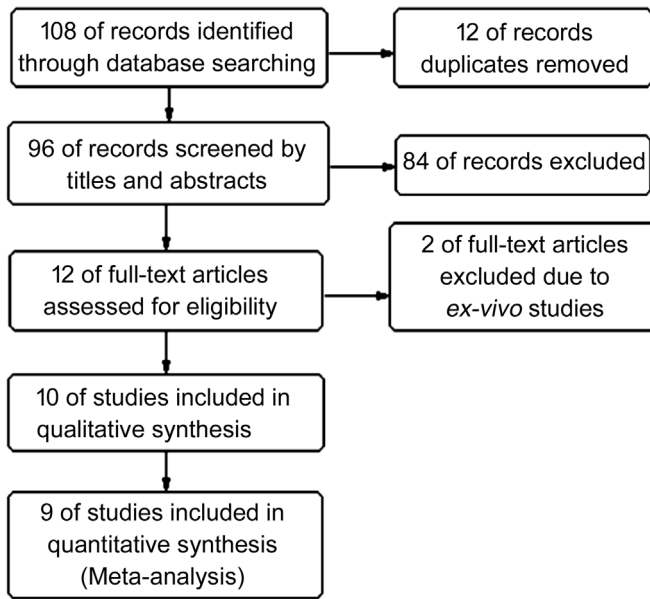 108 of records identified
through database searching
12 of records
duplicates removed
96 of records screened by
titles and abstracts
84 of records excluded
12 of full-text articles
assessed for eligibility
2 of full-text articles
excluded due to
ex-vivo studies
10 of studies included in
qualitative synthesis
9 of studies included in
quantitative synthesis
(Meta-analysis)